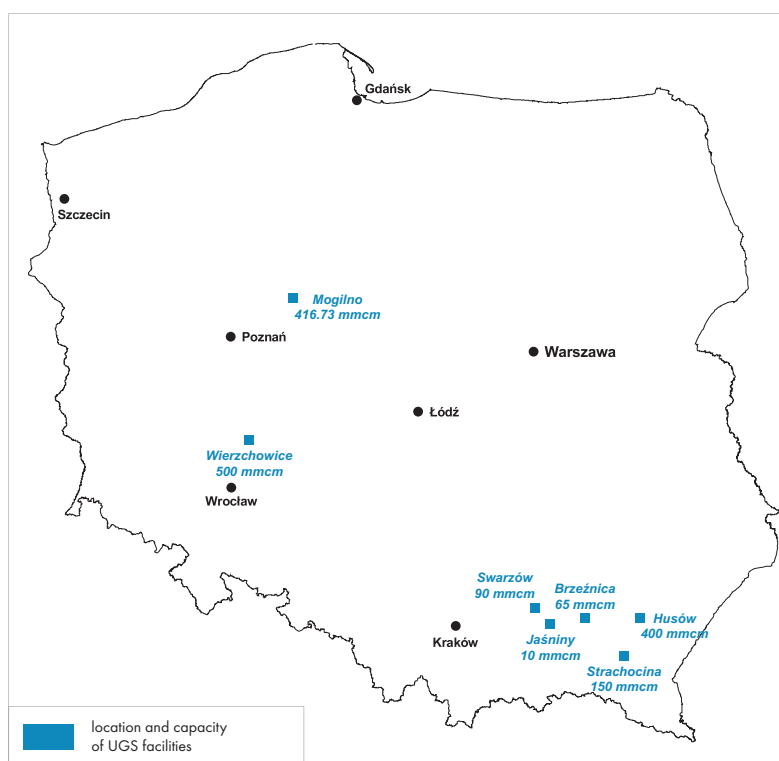 Gdańsk
Szczecin
Mogilno
416.73 mmcm
Poznań
Warszawa
Łódź
Wierzchowice
500 mmcm
Wrocław
Swarzów
90 mmcm
Brzeźnica
65 mmcm
Husów
400 mmcm
Kraków
Jaśniny
10 mmcm
Strachocina
150 mmcm
location and capacity
of UGS facilities